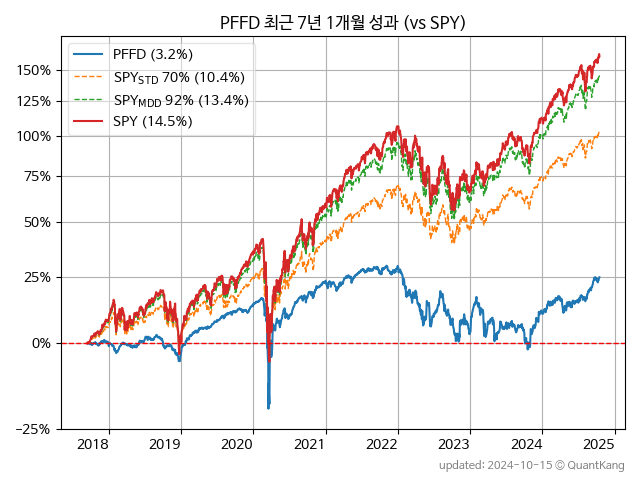 PFFD 최근 7년 1개월 성과 (vs SPY)
PFFD (3.2%)
SPY_STD 70% (10.4%)
SPY_MDD 92% (13.4%)
SPY (14.5%)
150%
125%
100%
75%
50%
25%
0%
−25%
2018 2019 2020 2021 2022 2023 2024 2025
updated: 2024-10-15 © QuantKang